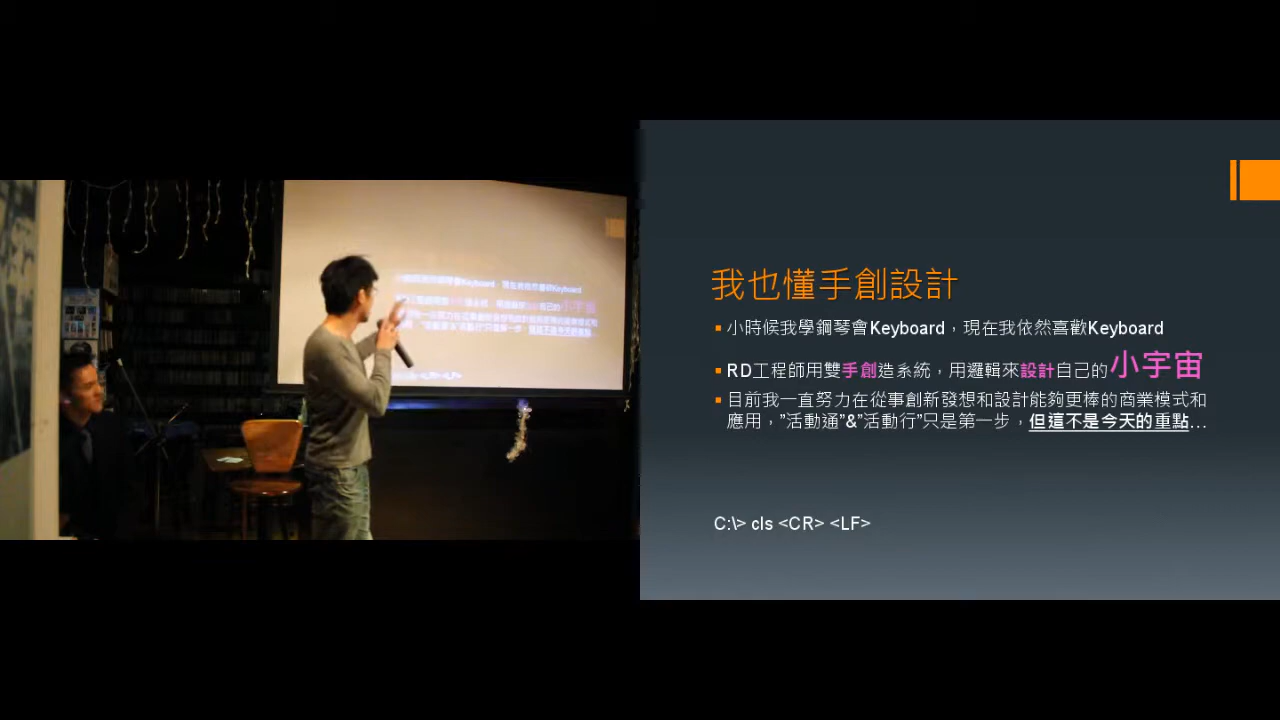 我也懂手創設計
小時候我學鋼琴會Keyboard，現在我依然喜歡Keyboard
RD工程師用雙手創造系統，用邏輯來設計自己的小宇宙
目前我一直努力在從事創新發想和設計能夠更棒的商業模式和
應用，”活動通”&”活動行”只是第一步，但這不是今天的重點…
C:\> cls <CR> <LF>